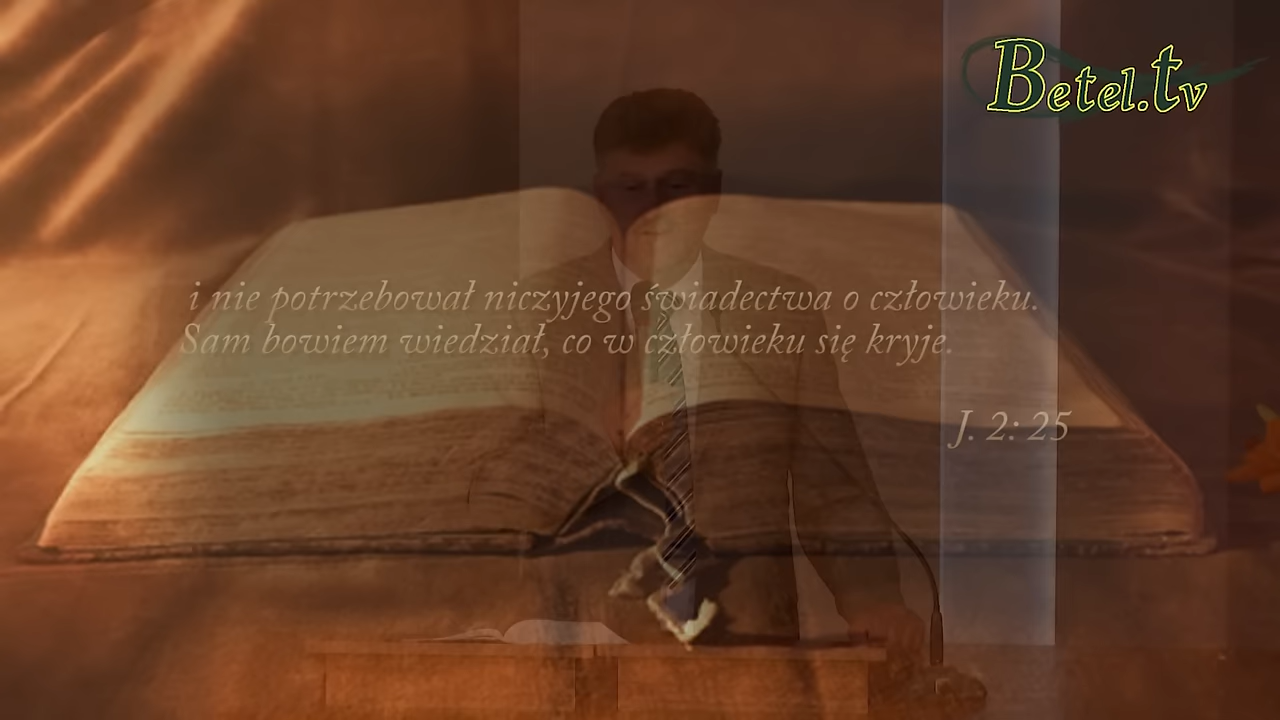 Betel.tv
i nie potrzebował niczyjego świadectwa o człowieku.
Sam bowiem wiedział, co w człowieku się kryje.
J. 2: 25